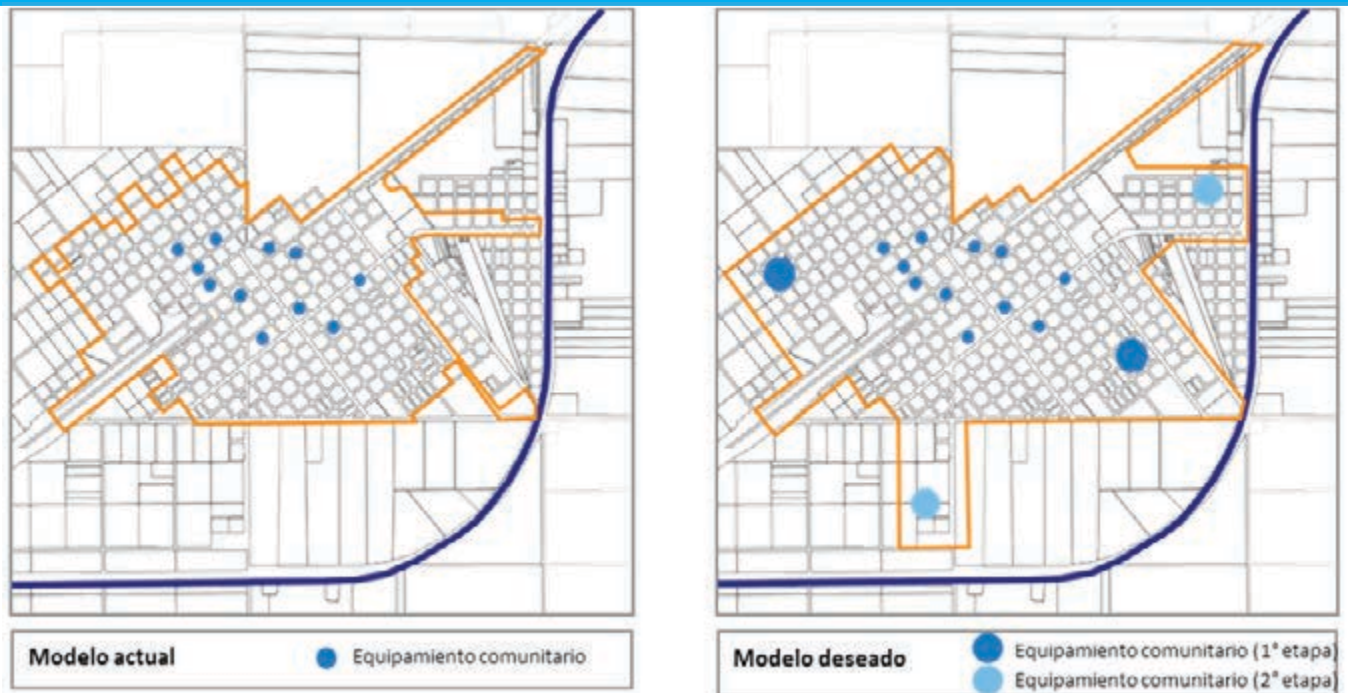 Modelo actual
Equipamiento comunitario
Modelo deseado
Equipamiento comunitario (1° etapa)
Equipamiento comunitario (2° etapa)